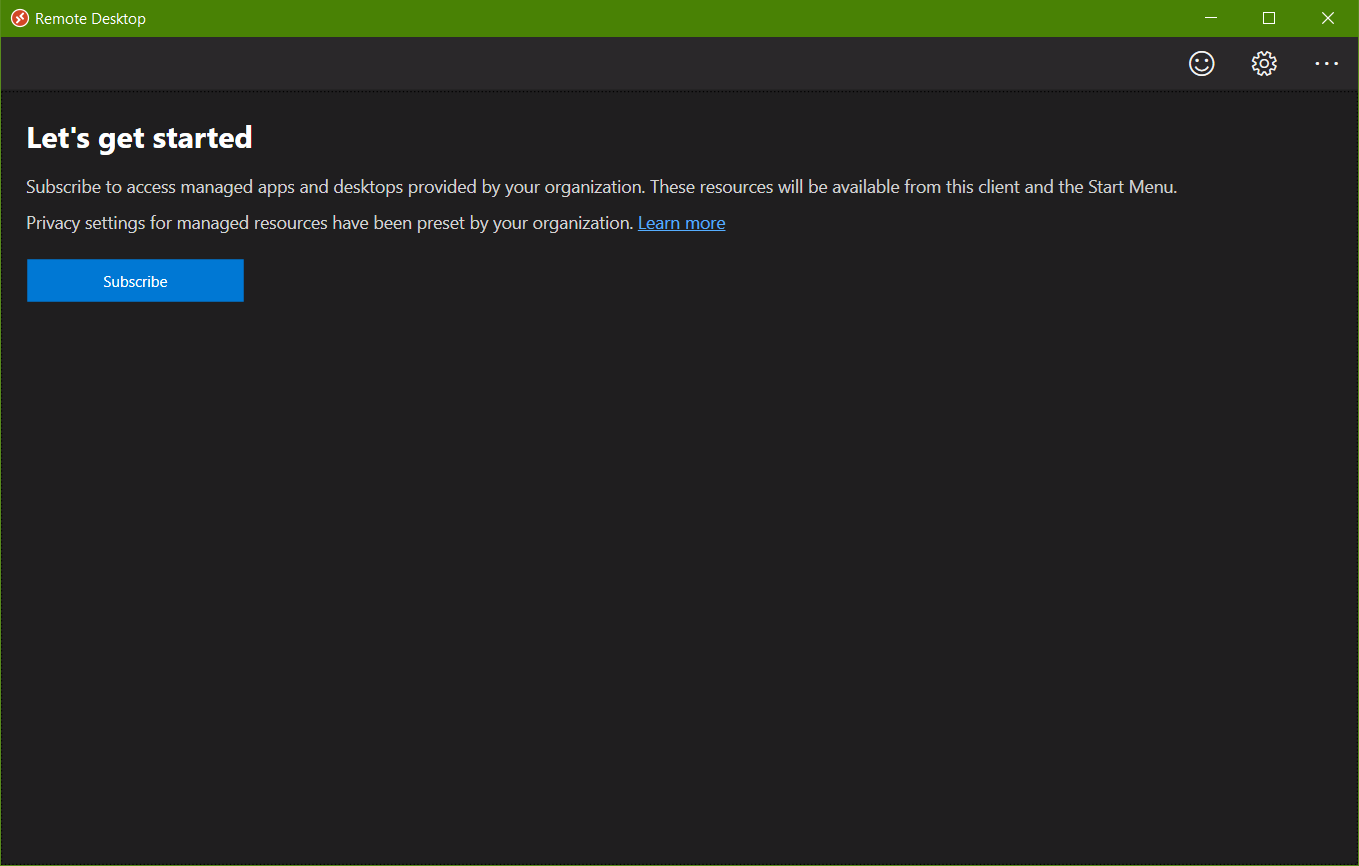 Remote Desktop
Let's get started
Subscribe to access managed apps and desktops provided by your organization. These resources will be available from this client and the Start Menu.
Privacy settings for managed resources have been preset by your organization. Learn more
Subscribe